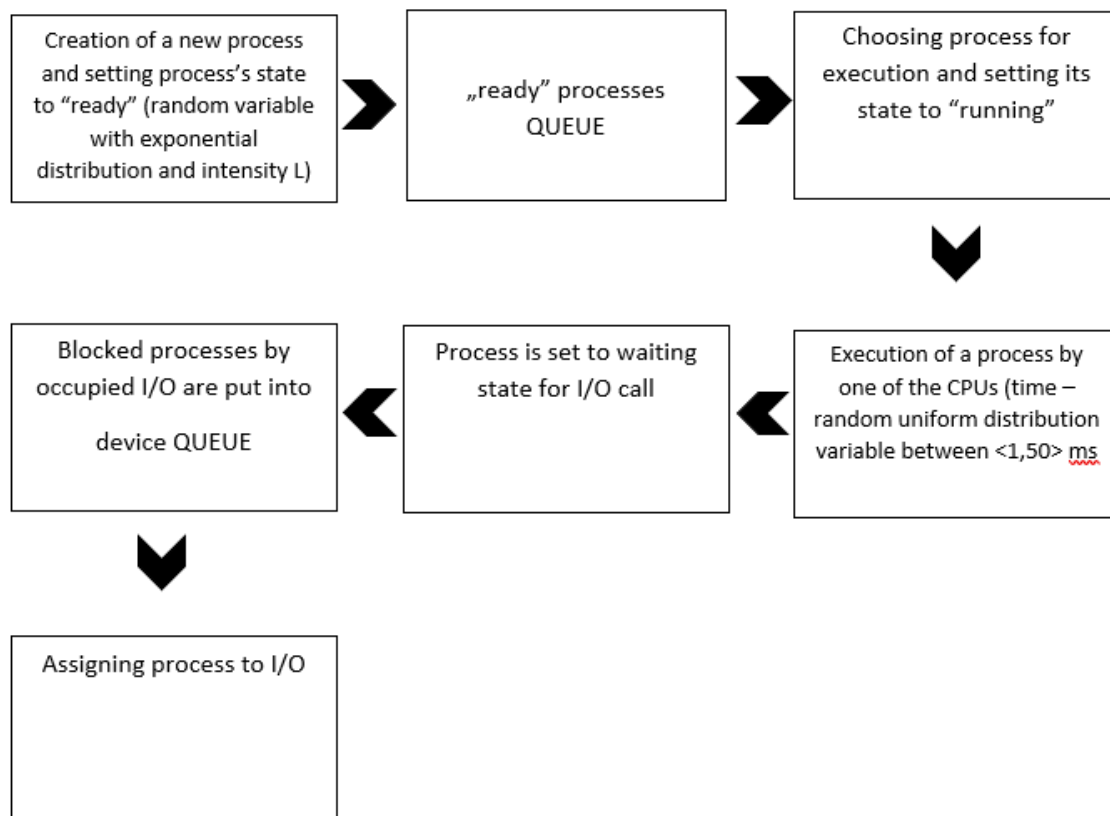 Creation of a new process
and setting process’s state
to “ready” (random variable
with exponential
distribution and intensity L)
„ready” processes
QUEUE
Choosing process for
execution and setting its
state to “running”
Execution of a process by
one of the CPUs (time –
random uniform distribution
variable between <1,50> ms
Process is set to waiting
state for I/O call
Blocked processes by
occupied I/O are put into
device QUEUE
Assigning process to I/O